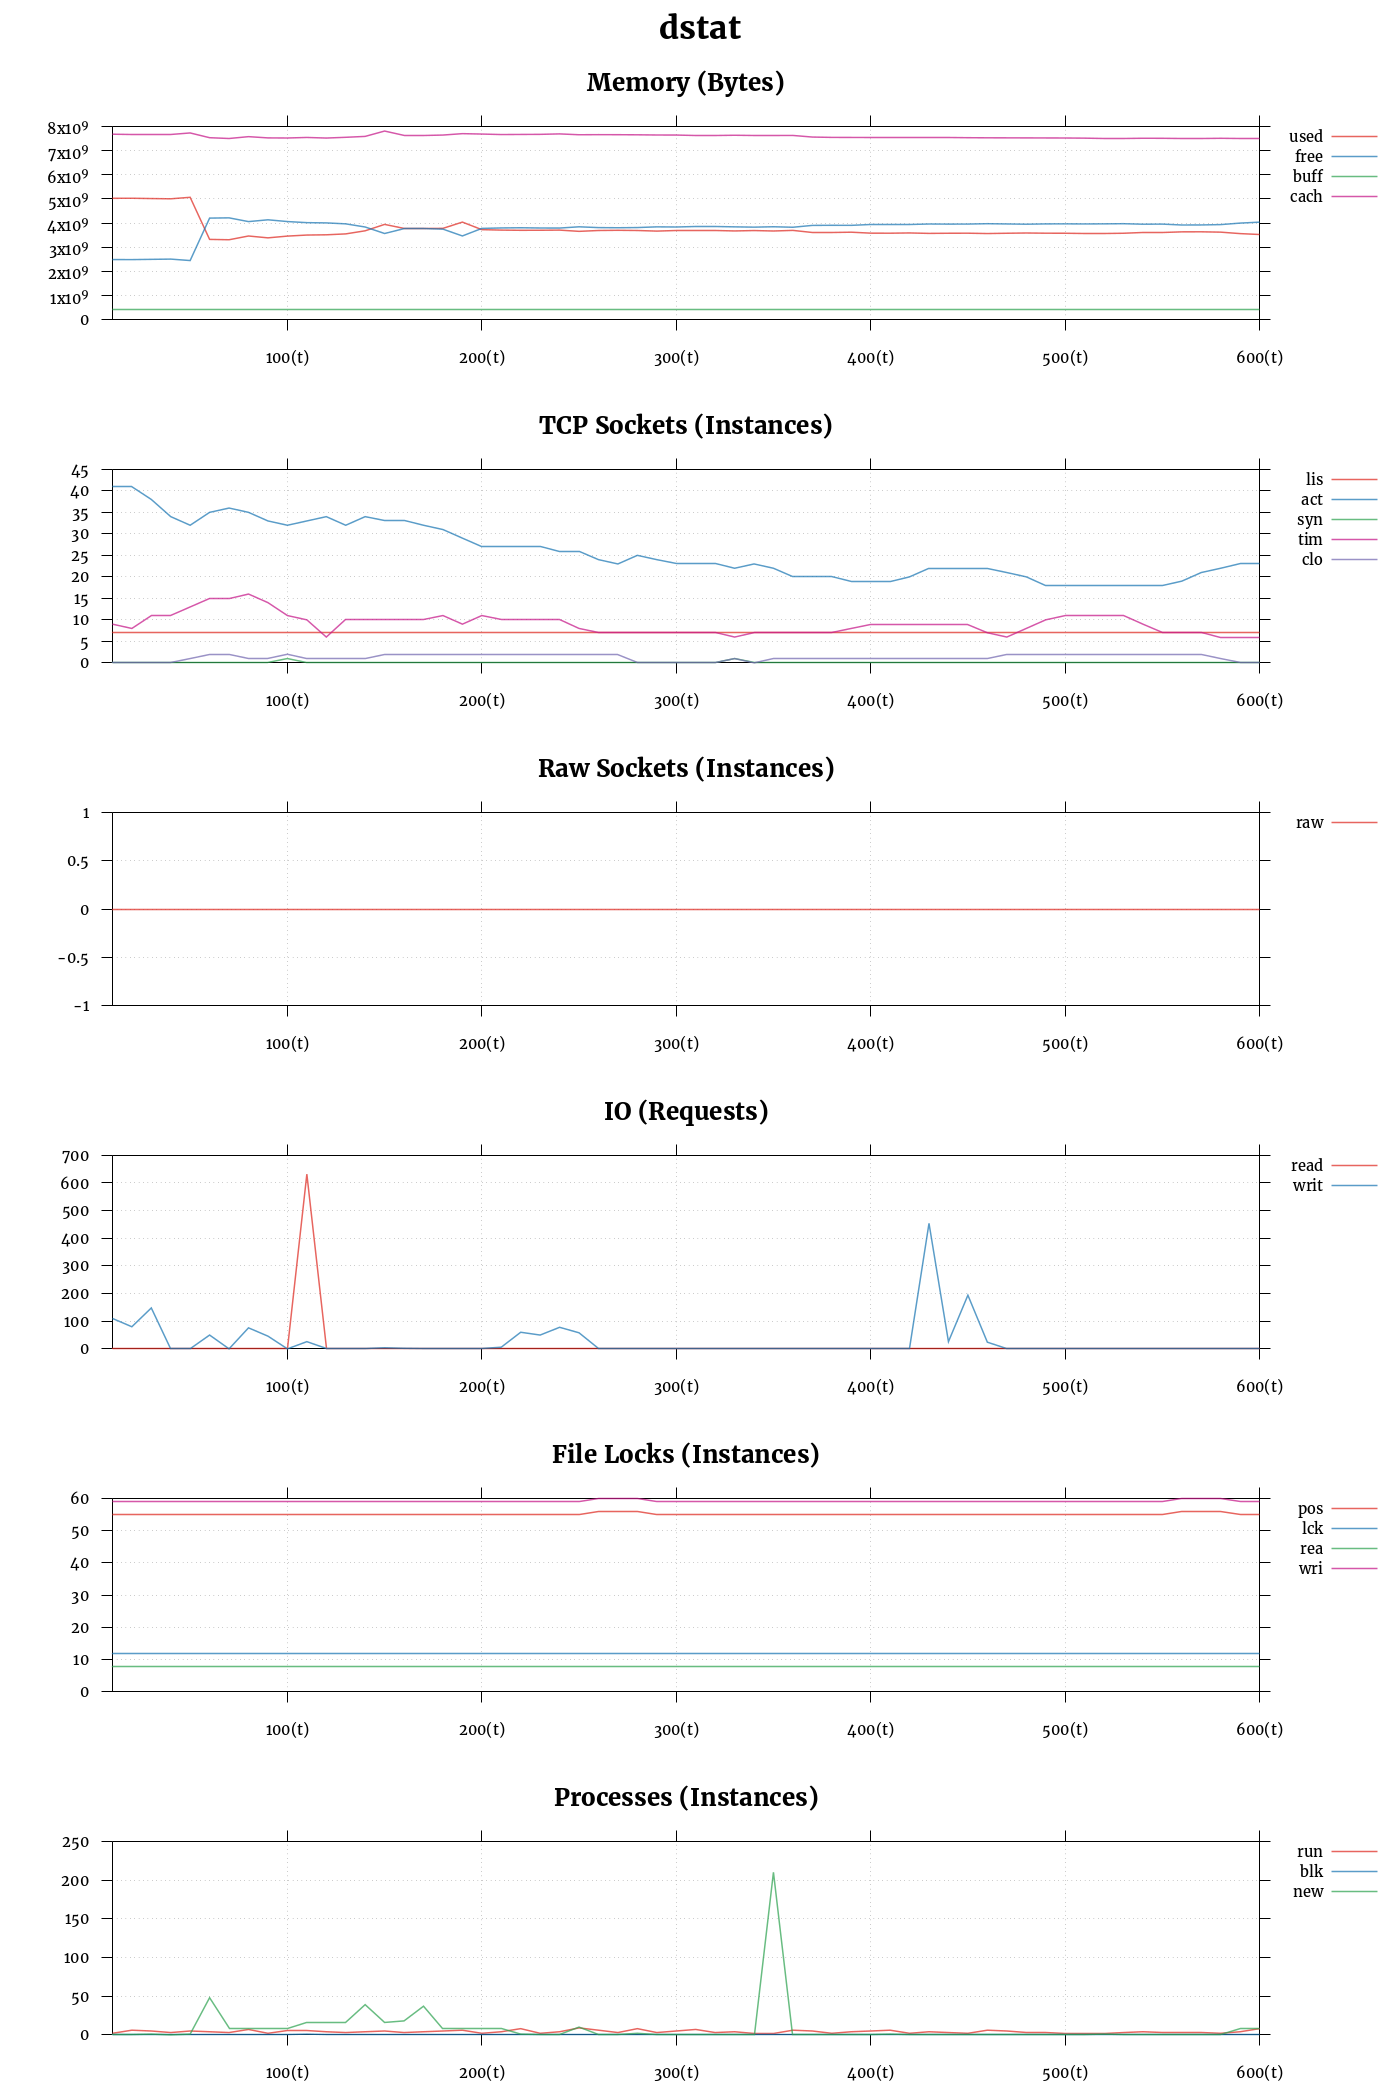 dstat
Memory (Bytes)
8x10⁹
7x10⁹
6x10⁹
5x10⁹
4x10⁹
3x10⁹
2x10⁹
1x10⁹
0
100(t) 200(t) 300(t) 400(t) 500(t) 600(t)
used
free
buff
cach
TCP Sockets (Instances)
45
40
35
30
25
20
15
10
5
0
100(t) 200(t) 300(t) 400(t) 500(t) 600(t)
lis
act
syn
tim
clo
Raw Sockets (Instances)
1
0.5
0
-0.5
-1
100(t) 200(t) 300(t) 400(t) 500(t) 600(t)
raw
IO (Requests)
700
600
500
400
300
200
100
0
100(t) 200(t) 300(t) 400(t) 500(t) 600(t)
read
writ
File Locks (Instances)
60
50
40
30
20
10
0
100(t) 200(t) 300(t) 400(t) 500(t) 600(t)
pos
lck
rea
wri
Processes (Instances)
250
200
150
100
50
0
100(t) 200(t) 300(t) 400(t) 500(t) 600(t)
run
blk
new